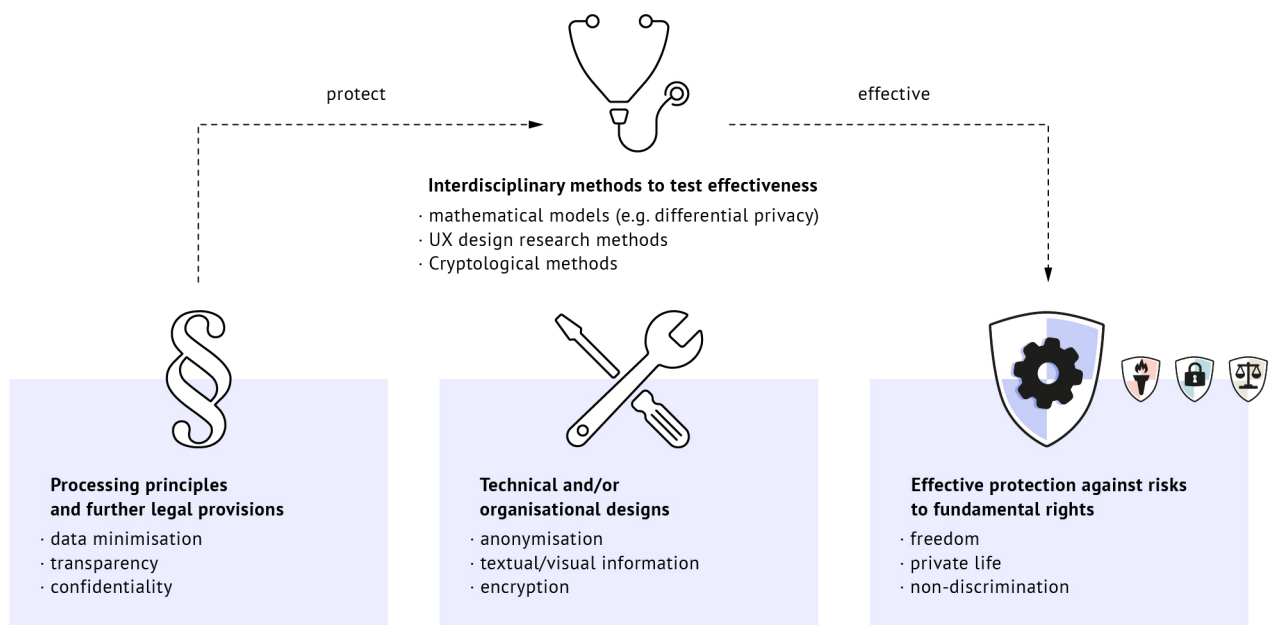 protect
effective
Interdisciplinary methods to test effectiveness
· mathematical models (e.g. differential privacy)
· UX design research methods
· Cryptological methods
§
Processing principles
and further legal provisions
· data minimisation
· transparency
· confidentiality
Technical and/or
organisational designs
· anonymisation
· textual/visual information
· encryption
Effective protection against risks
to fundamental rights
· freedom
· private life
· non-discrimination